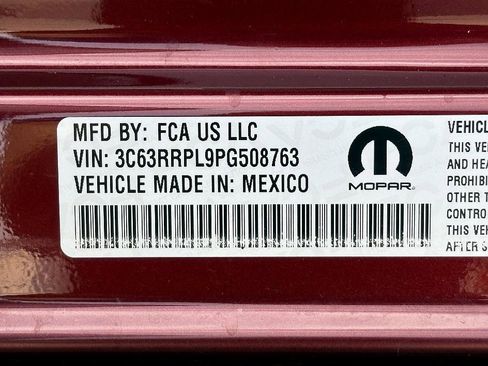 MFD BY: FCA US LLC
VIN: 3C63RRPL9PG508763
VEHICLE MADE IN: MEXICO
MOPAR
VEHICL
THIS VE
AND HEA
PROHIBI
OTHER T
CONTRO
THIS VE
AFTER S